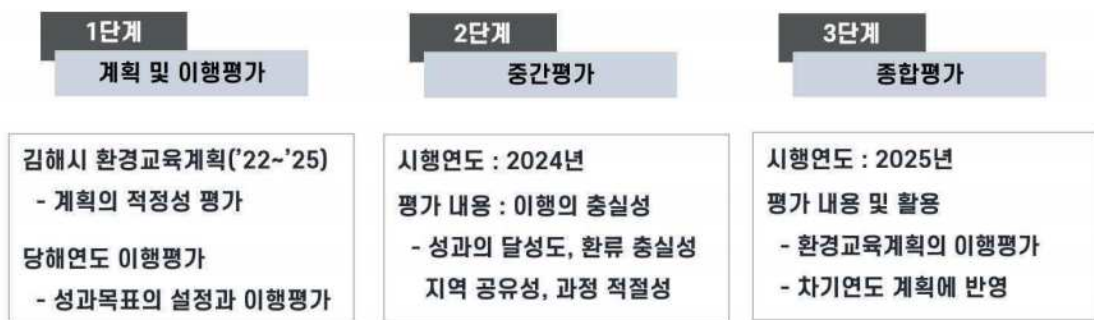 1단계
계획 및 이행평가
김해시 환경교육계획('22~'25)
- 계획의 적정성 평가
당해연도 이행평가
- 성과목표의 설정과 이행평가
2단계
중간평가
시행연도 : 2024년
평가 내용 : 이행의 충실성
- 성과의 달성도, 환류 충실성
지역 공유성, 과정 적절성
3단계
종합평가
시행연도 : 2025년
평가 내용 및 활용
- 환경교육계획의 이행평가
- 차기연도 계획에 반영